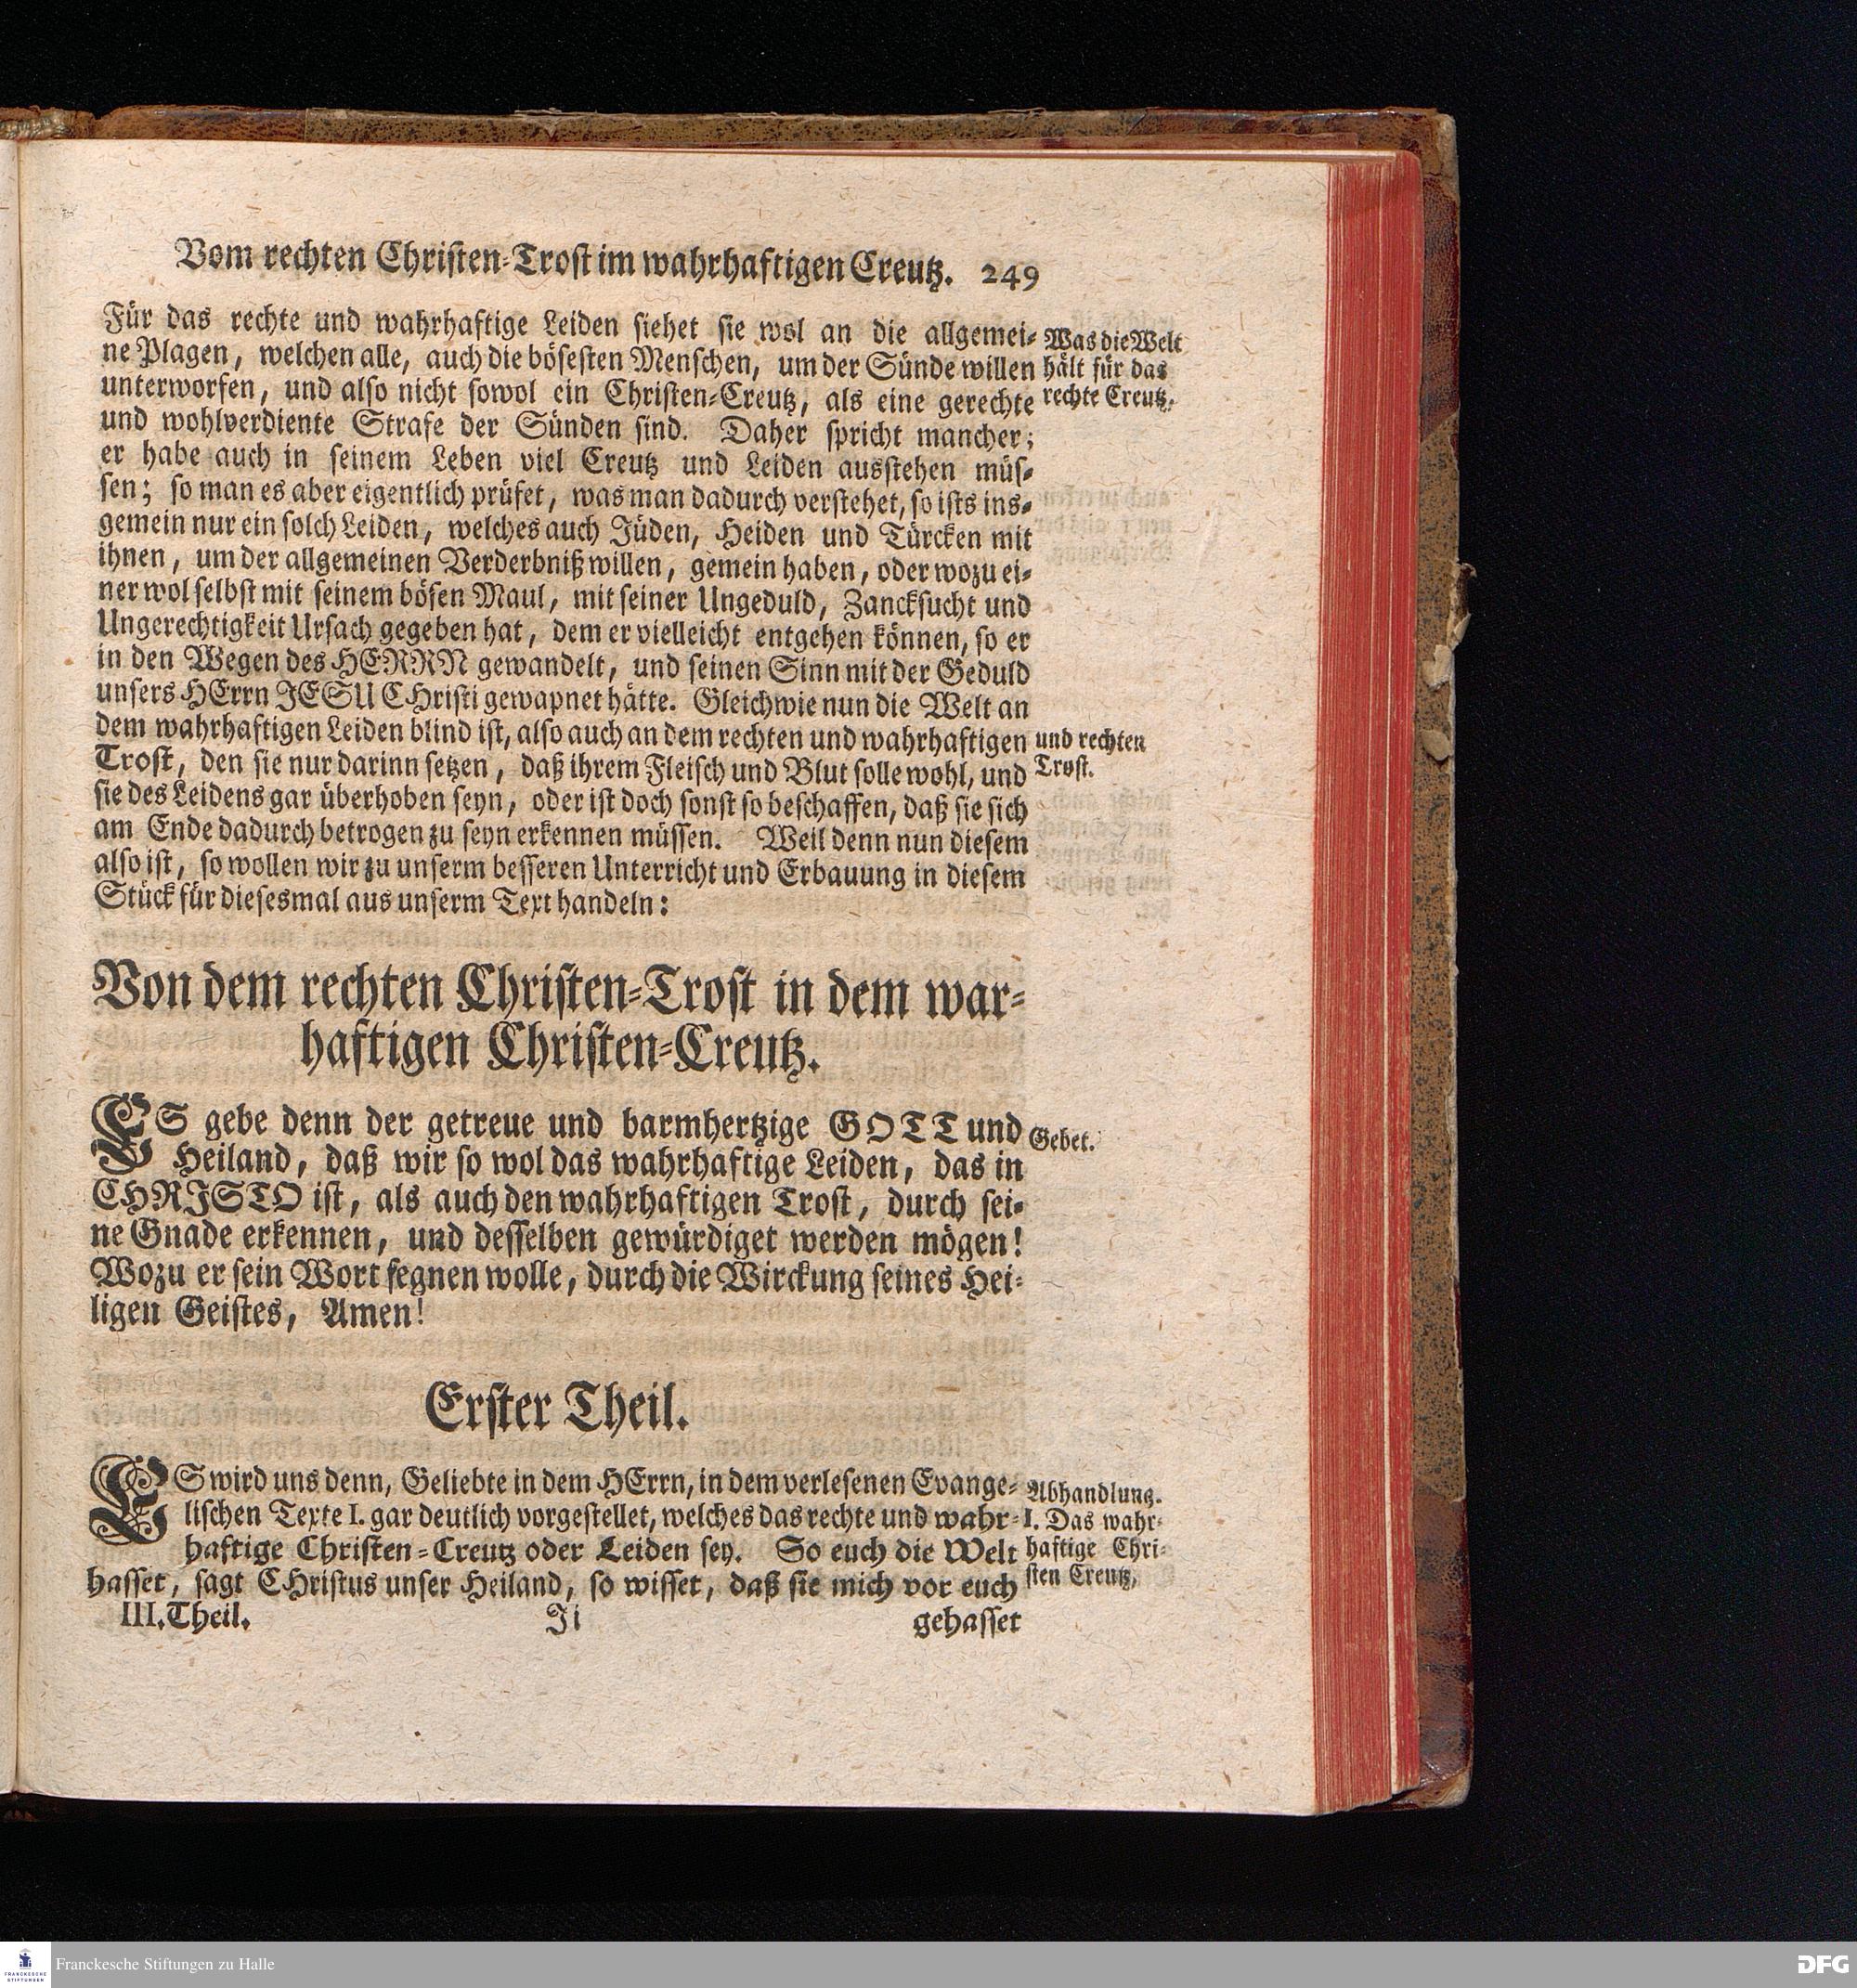 Vom rechten Christen-Trost im wahrhaftigen Creutz. 249
Für das rechte und wahrhaftige Leiden siehet sie wol an die allgemei-
ne Plagen, welchen alle, auch die bösesten Menschen, um der Sünde willen
unterworfen, und also nicht sowol ein Christen-Creutz, als eine gerechte
und wohlverdiente Strafe der Sünden sind. Daher spricht mancher;
er habe auch in seinem Leben viel Creutz und Leiden ausstehen müs-
sen; so man es aber eigentlich prüfet, was man dadurch verstehet, so ists ins-
gemein nur ein solch Leiden, welches auch Jüden, Heiden und Türcken mit
ihnen, um der allgemeinen Verderbniß willen, gemein haben, oder wozu ei-
ner wol selbst mit seinem bösen Maul, mit seiner Ungeduld, Zancksucht und
Ungerechtigkeit Ursach gegeben hat, dem er vielleicht entgehen können, so er
in den Wegen des HERRN gewandelt, und seinen Sinn mit der Geduld
unsers HErrn JESU CHristi gewapnet hätte. Gleichwie nun die Welt an
dem wahrhaftigen Leiden blind ist, also auch an dem rechten und wahrhaftigen
Trost, den sie nur darinn setzen, daß ihrem Fleisch und Blut solle wohl, und
sie des Leidens gar überhoben seyn, oder ist doch sonst so beschaffen, daß sie sich
am Ende dadurch betrogen zu seyn erkennen müssen. Weil denn nun diesem
also ist, so wollen wir zu unserm besseren Unterricht und Erbauung in diesem
Stück für diesesmal aus unserm Text handeln:
Was die Welt
hält für das
rechte Creutz,
und rechten
Trost.
Von dem rechten Christen-Trost in dem war-
haftigen Christen-Creutz.
ES gebe denn der getreue und barmhertzige GOTT und
Heiland, daß wir so wol das wahrhaftige Leiden, das in
CHRISTO ist, als auch den wahrhaftigen Trost, durch sei-
ne Gnade erkennen, und desselben gewürdiget werden mögen!
Wozu er sein Wort segnen wolle, durch die Wirckung seines Hei-
ligen Geistes, Amen!
Gebet.
Erster Theil.
ES wird uns denn, Geliebte in dem HErrn, in dem verlesenen Evange-
lischen Texte I. gar deutlich vorgestellet, welches das rechte und wahr-
haftige Christen-Creutz oder Leiden sey. So euch die Welt
hasset, sagt CHristus unser Heiland, so wisset, daß sie mich vor euch
Abhandlung.
I. Das wahr-
haftige Chri-
sten Creutz,
III. Theil. Ji gehasset
FRANCKESCHE
STIFTUNGEN
Franckesche Stiftungen zu Halle
DFG